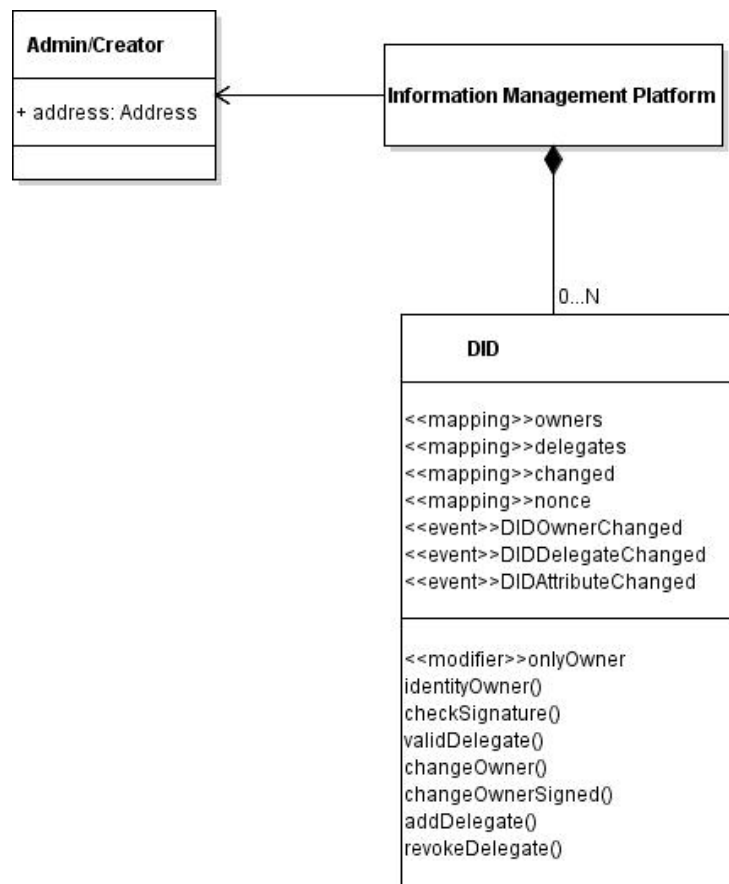 Admin/Creator
+ address: Address
Information Management Platform
0...N
DID
<<mapping>>owners
<<mapping>>delegates
<<mapping>>changed
<<mapping>>nonce
<<event>>DIDOwnerChanged
<<event>>DIDDelegateChanged
<<event>>DIDAttributeChanged
<<modifier>>onlyOwner
identityOwner()
checkSignature()
validDelegate()
changeOwner()
changeOwnerSigned()
addDelegate()
revokeDelegate()